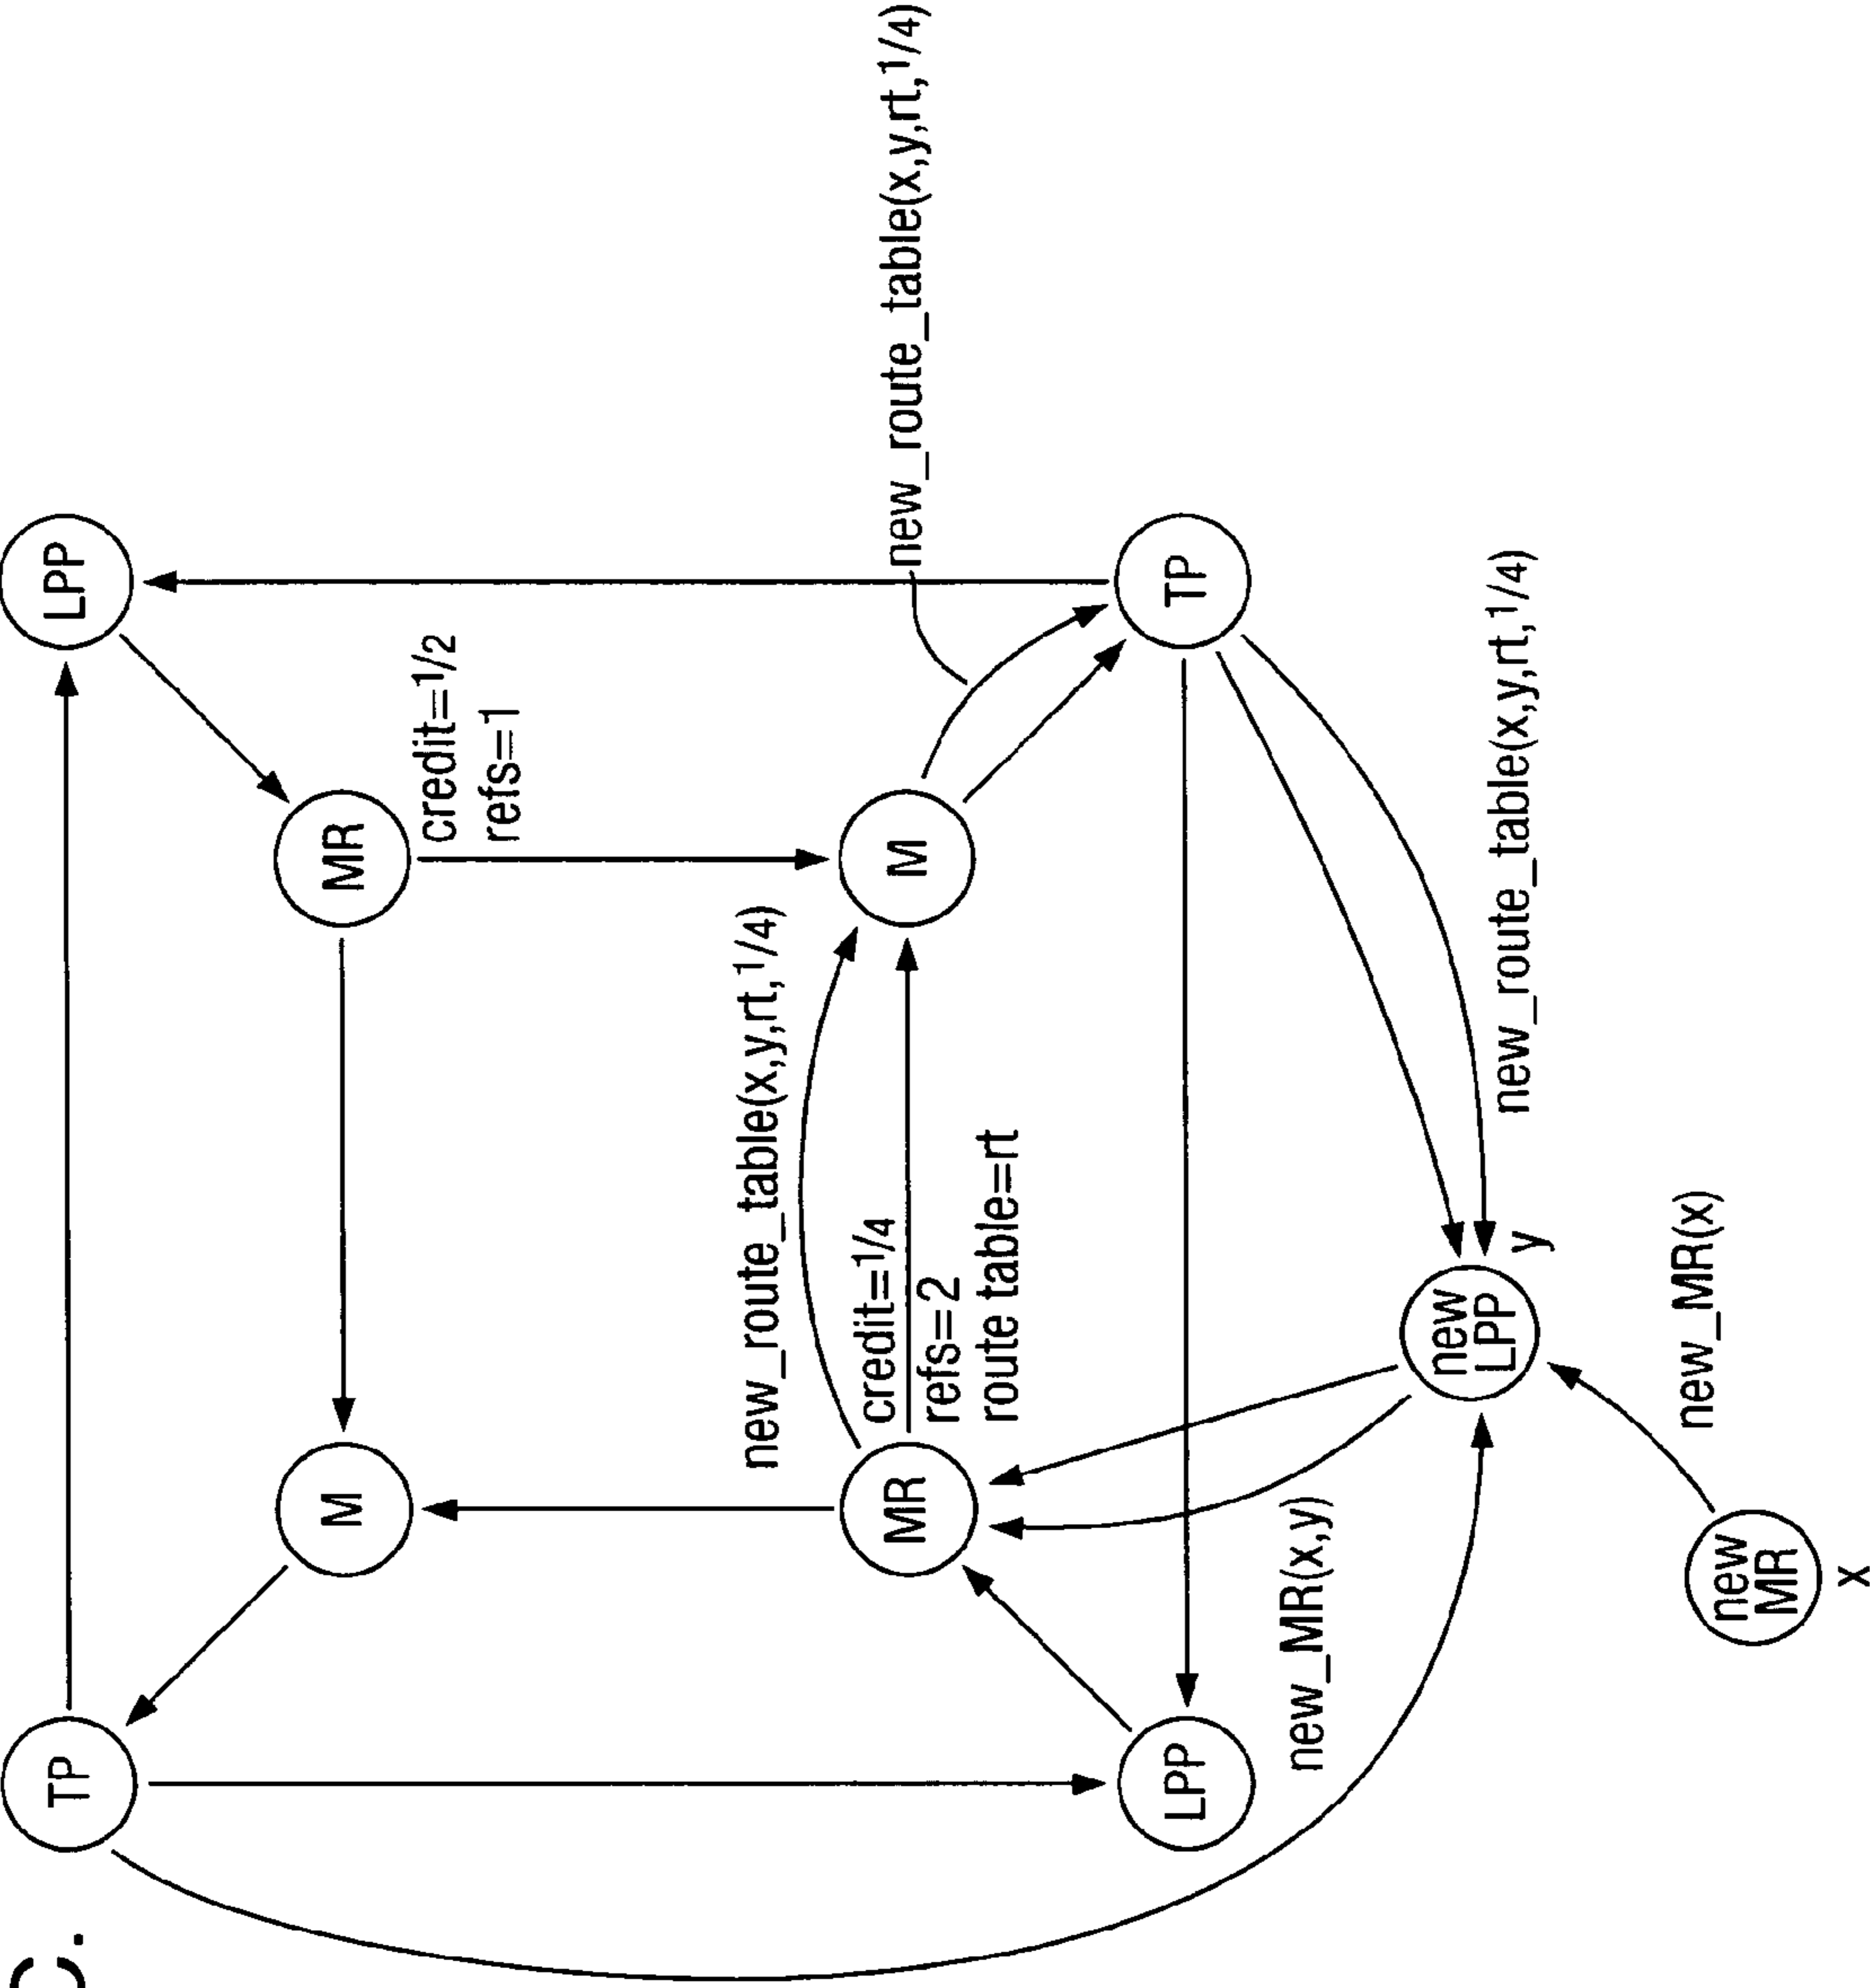 C.
TP
LPP
M
MR
credit=1/2
refs=1
new_route_table(x,y,rt,1/4)
MR
credit=1/4
refs=2
route table=rt
M
new_route_table(x,y,rt,1/4)
LPP
TP
new_MR(x,y)
new
LPP
y
new_route_table(x,y,rt,1/4)
new_MR(x)
new
MR
x